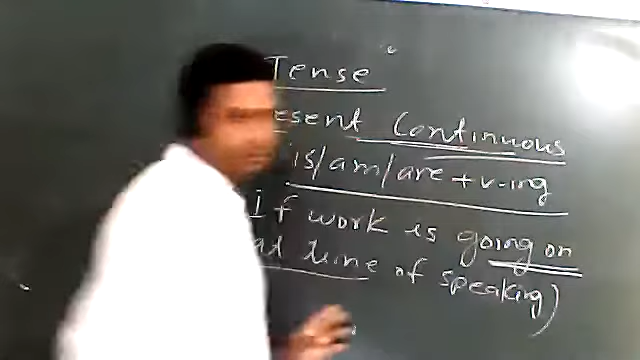 Tense
esent Continuous
is/am/are + v-ing
If work is going on
at time of speaking)